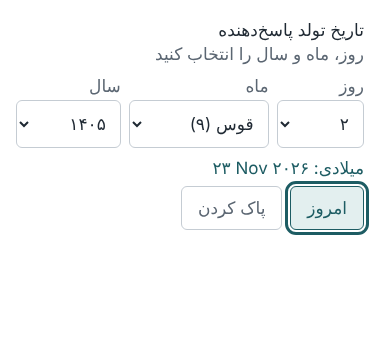 تاریخ تولد پاسخ‌دهنده
روز، ماه و سال را انتخاب کنید
روز ماه سال
۲ قوس (۹) ۱۴۰۵
میلادی: ۲۳ Nov ۲۰۲۶
امروز پاک کردن